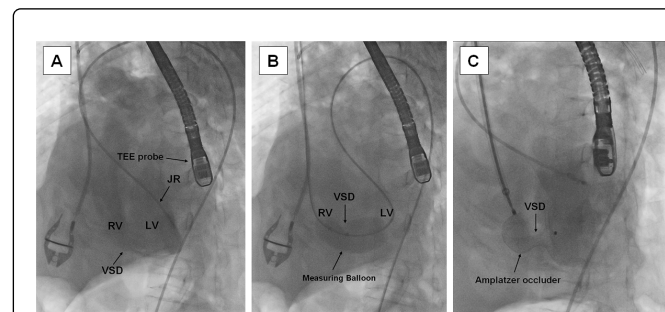 A
TEE probe
JR
RV LV
VSD
B
VSD
RV LV
Measuring Balloon
C
VSD
Amplatzer occluder